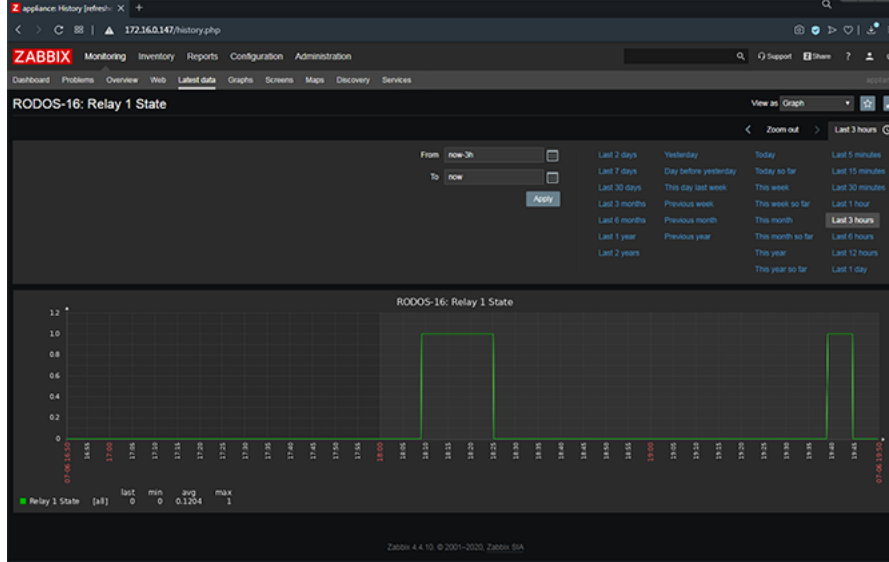 Z appliance: History [refreshe × +
172.16.0.147/history.php
ZABBIX Monitoring Inventory Reports Configuration Administration Support Share ?
Dashboard Problems Overview Web Latest data Graphs Screens Maps Discovery Services
RODOS-16: Relay 1 State View as Graph
< Zoom out > Last 3 hours
From now-3h
To now
Apply
Last 2 days Yesterday Today Last 5 minutes
Last 7 days Day before yesterday Today so far Last 15 minutes
Last 30 days This day last week This week Last 30 minutes
Last 3 months Previous week This week so far Last 1 hour
Last 6 months Previous month This month Last 3 hours
Last 1 year Previous year This month so far Last 6 hours
Last 2 years This year Last 12 hours
This year so far Last 1 day
RODOS-16: Relay 1 State
1.2
1.0
0.8
0.6
0.4
0.2
0
07-06 16:50 16:55 17:00 17:05 17:10 17:15 17:20 17:25 17:30 17:35 17:40 17:45 17:50 17:55 18:00 18:05 18:10 18:15 18:20 18:25 18:30 18:35 18:40 18:45 18:50 18:55 19:00 19:05 19:10 19:15 19:20 19:25 19:30 19:35 19:40 19:45 07-06 19:50
last min avg max
Relay 1 State [all] 0 0 0.1204 1
Zabbix 4.4.10. © 2001–2020, Zabbix SIA